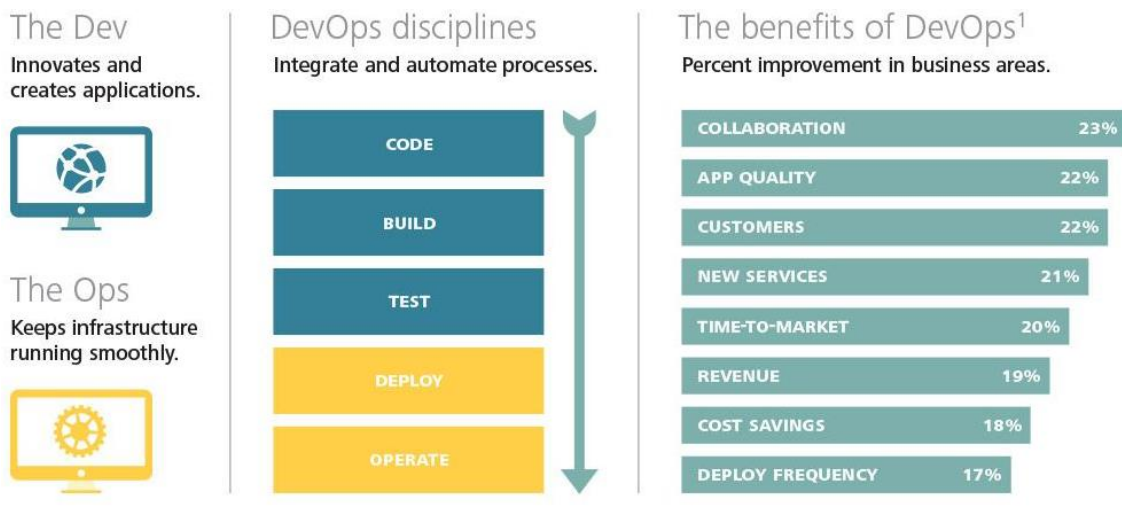 The Dev
Innovates and
creates applications.
The Ops
Keeps infrastructure
running smoothly.
DevOps disciplines
Integrate and automate processes.
CODE
BUILD
TEST
DEPLOY
OPERATE
The benefits of DevOps¹
Percent improvement in business areas.
COLLABORATION 23%
APP QUALITY 22%
CUSTOMERS 22%
NEW SERVICES 21%
TIME-TO-MARKET 20%
REVENUE 19%
COST SAVINGS 18%
DEPLOY FREQUENCY 17%